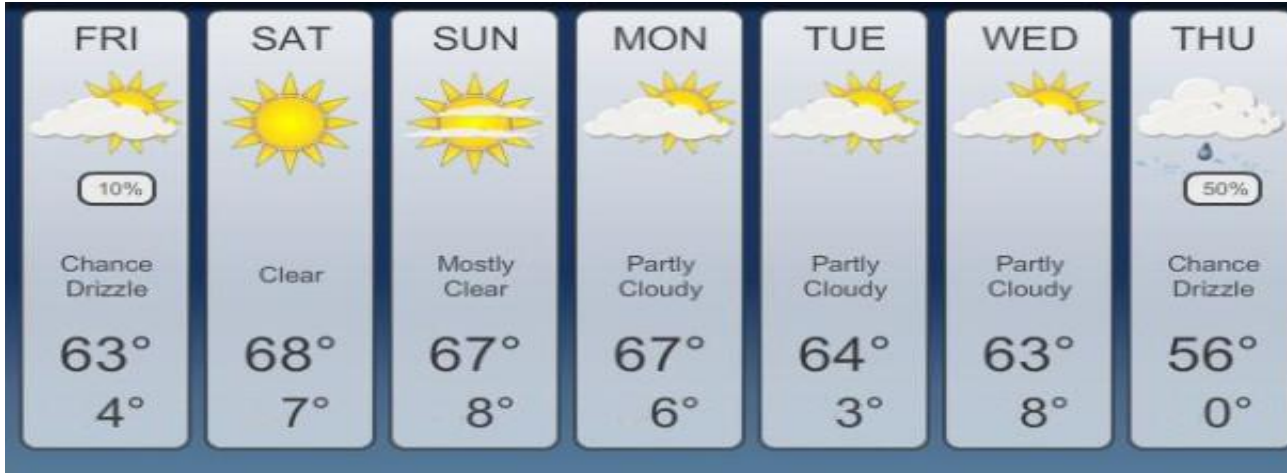 FRI SAT SUN MON TUE WED THU
10% 50%
Chance Clear Mostly Partly Partly Partly Chance
Drizzle Clear Cloudy Cloudy Cloudy Drizzle
63° 68° 67° 67° 64° 63° 56°
4° 7° 8° 6° 3° 8° 0°